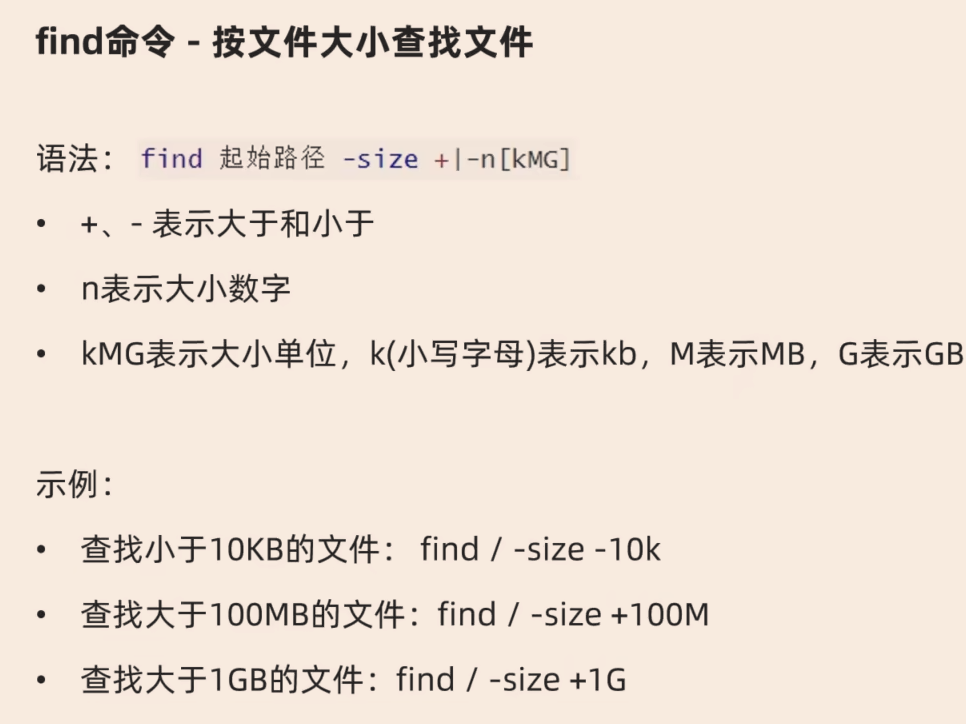 find命令 - 按文件大小查找文件
语法： find 起始路径 -size +|-n[kMG]
• +、- 表示大于和小于
• n表示大小数字
• kMG表示大小单位，k(小写字母)表示kb，M表示MB，G表示GB
示例：
• 查找小于10KB的文件： find / -size -10k
• 查找大于100MB的文件：find / -size +100M
• 查找大于1GB的文件：find / -size +1G